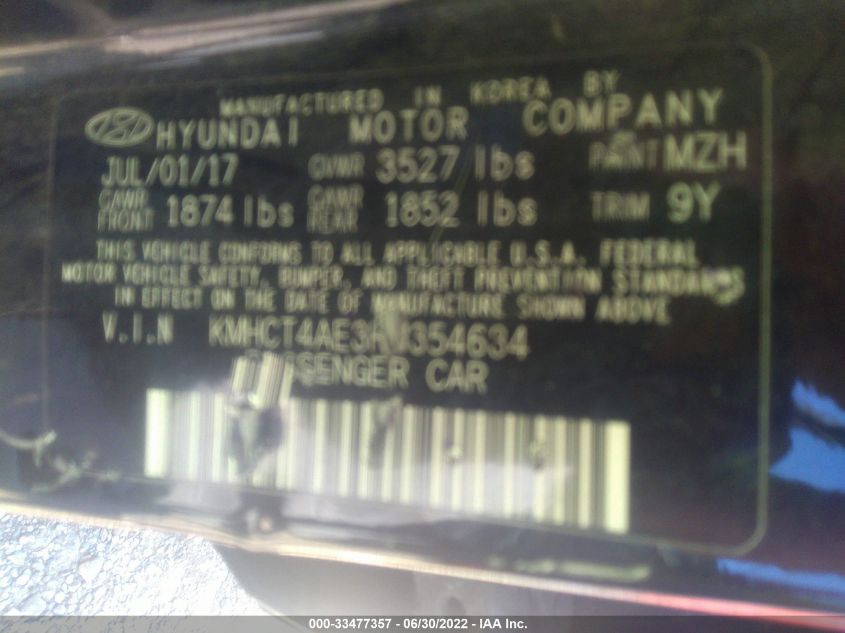 MANUFACTURED IN KOREA BY
HYUNDAI MOTOR COMPANY
JUL/01/17 GVWR 3527 lbs PAINT MZH
GAWR FRONT 1874 lbs GAWR REAR 1852 lbs TRIM 9Y
THIS VEHICLE CONFORMS TO ALL APPLICABLE U.S.A. FEDERAL
MOTOR VEHICLE SAFETY, BUMPER, AND THEFT PREVENTION STANDARDS
IN EFFECT ON THE DATE OF MANUFACTURE SHOWN ABOVE
V.I.N
PASSENGER CAR
000-33477357 - 06/30/2022 - IAA Inc.